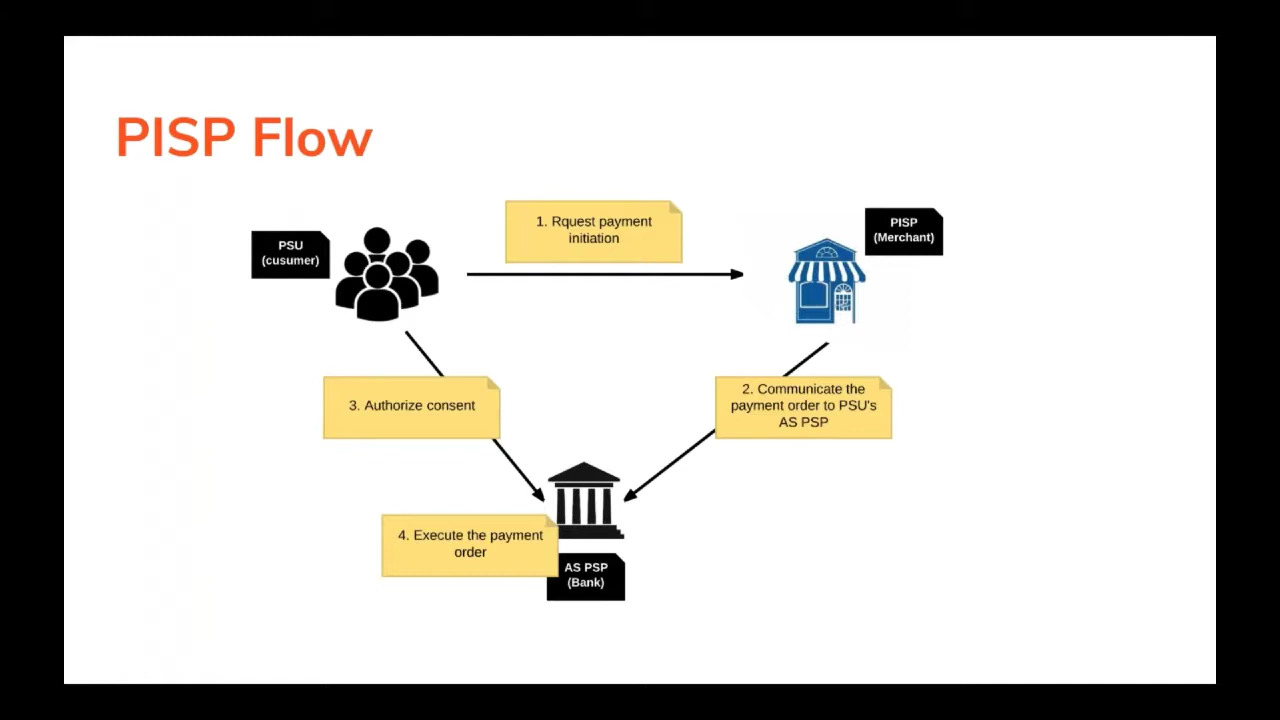 PISP Flow
1. Rquest payment
initiation
PISP
(Merchant)
PSU
(cusumer)
3. Authorize consent
2. Communicate the
payment order to PSU's
AS PSP
4. Execute the payment
order
AS PSP
(Bank)